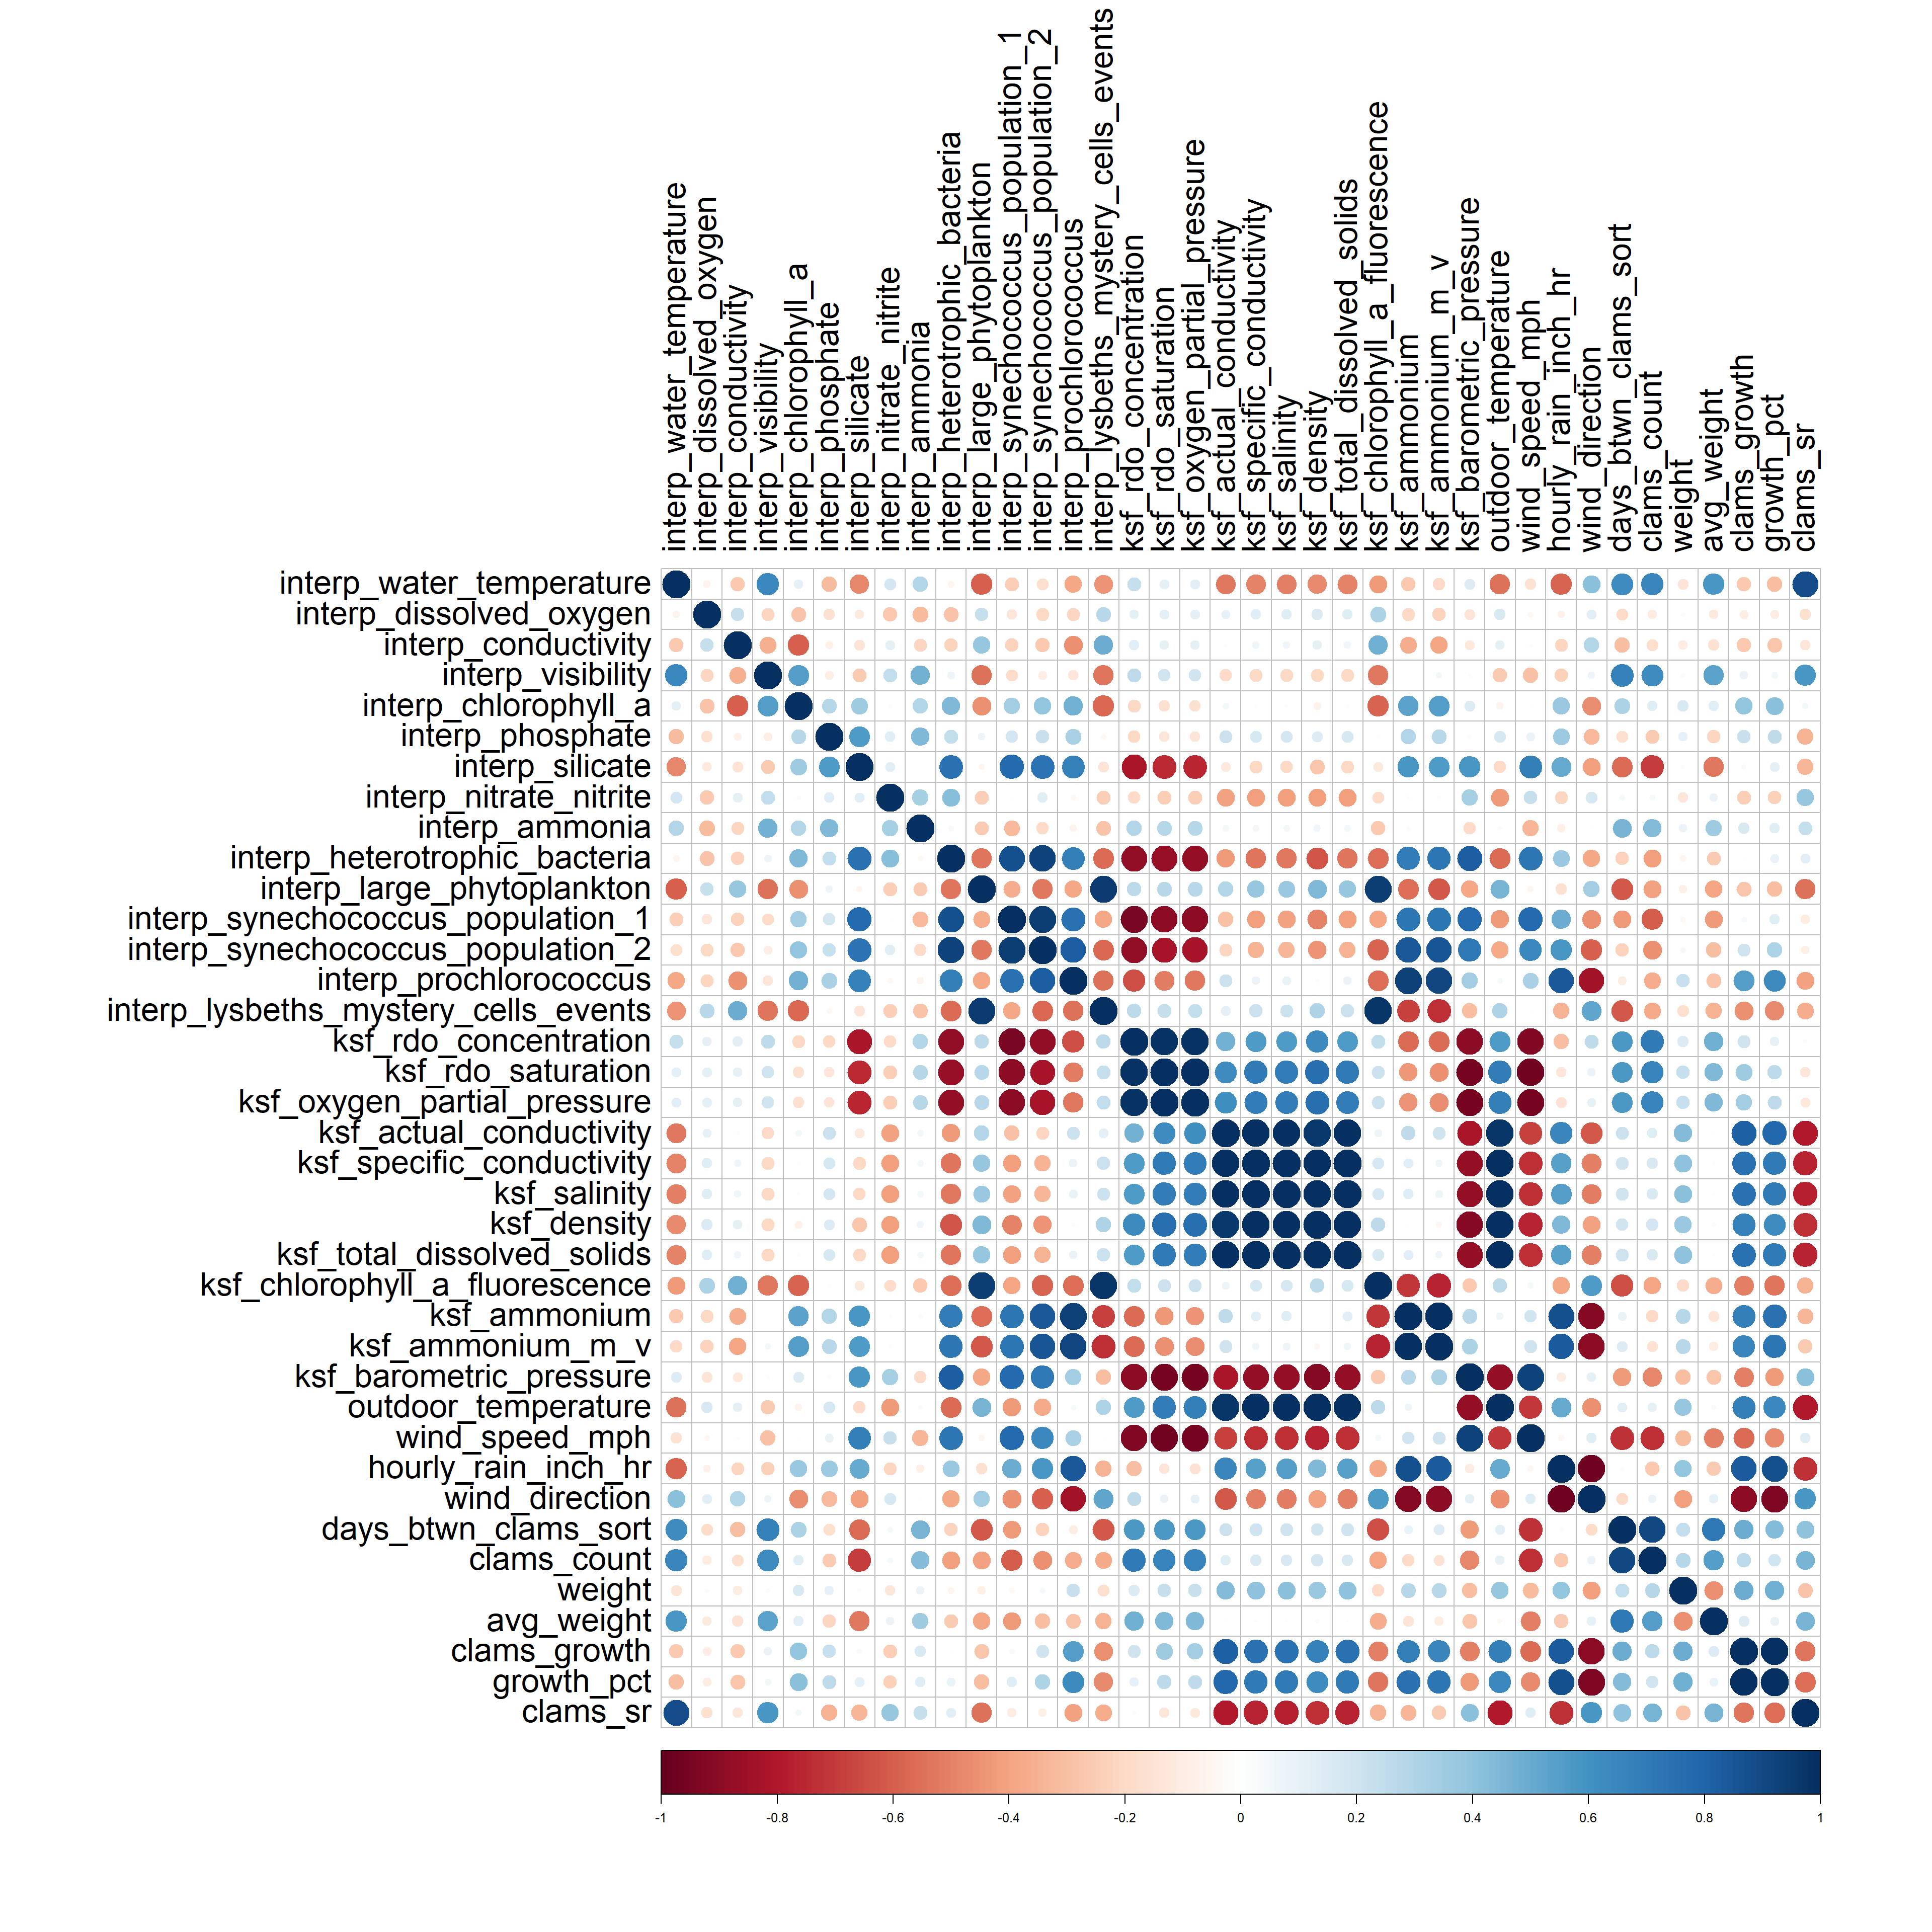 interp_water_temperature
interp_dissolved_oxygen
interp_conductivity
interp_visibility
interp_chlorophyll_a
interp_phosphate
interp_silicate
interp_nitrate_nitrite
interp_ammonia
interp_heterotrophic_bacteria
interp_large_phytoplankton
interp_synechococcus_population_1
interp_synechococcus_population_2
interp_prochlorococcus
interp_lysbeths_mystery_cells_events
ksf_rdo_concentration
ksf_rdo_saturation
ksf_oxygen_partial_pressure
ksf_actual_conductivity
ksf_specific_conductivity
ksf_salinity
ksf_density
ksf_total_dissolved_solids
ksf_chlorophyll_a_fluorescence
ksf_ammonium
ksf_ammonium_m_v
ksf_barometric_pressure
outdoor_temperature
wind_speed_mph
hourly_rain_inch_hr
wind_direction
days_btwn_clams_sort
clams_count
weight
avg_weight
clams_growth
growth_pct
clams_sr
interp_water_temperature
interp_dissolved_oxygen
interp_conductivity
interp_visibility
interp_chlorophyll_a
interp_phosphate
interp_silicate
interp_nitrate_nitrite
interp_ammonia
interp_heterotrophic_bacteria
interp_large_phytoplankton
interp_synechococcus_population_1
interp_synechococcus_population_2
interp_prochlorococcus
interp_lysbeths_mystery_cells_events
ksf_rdo_concentration
ksf_rdo_saturation
ksf_oxygen_partial_pressure
ksf_actual_conductivity
ksf_specific_conductivity
ksf_salinity
ksf_density
ksf_total_dissolved_solids
ksf_chlorophyll_a_fluorescence
ksf_ammonium
ksf_ammonium_m_v
ksf_barometric_pressure
outdoor_temperature
wind_speed_mph
hourly_rain_inch_hr
wind_direction
days_btwn_clams_sort
clams_count
weight
avg_weight
clams_growth
growth_pct
clams_sr
-1 -0.8 -0.6 -0.4 -0.2 0 0.2 0.4 0.6 0.8 1